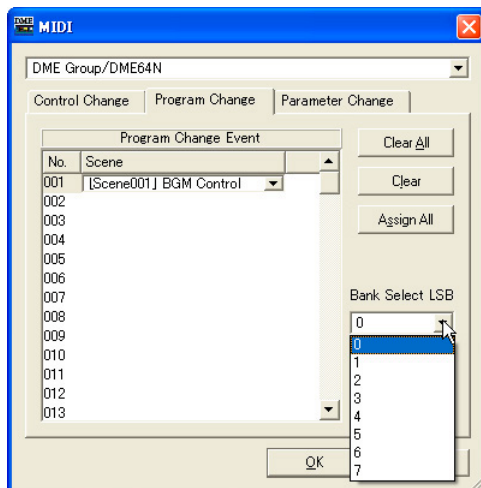 DME MIDI
DME Group/DME64N
Control Change Program Change Parameter Change
Program Change Event
No. Scene
001 [Scene001] BGM Control
002
003
004
005
006
007
008
009
010
011
012
013
Clear All
Clear
Assign All
Bank Select LSB
0
0
1
2
3
4
5
6
7
OK